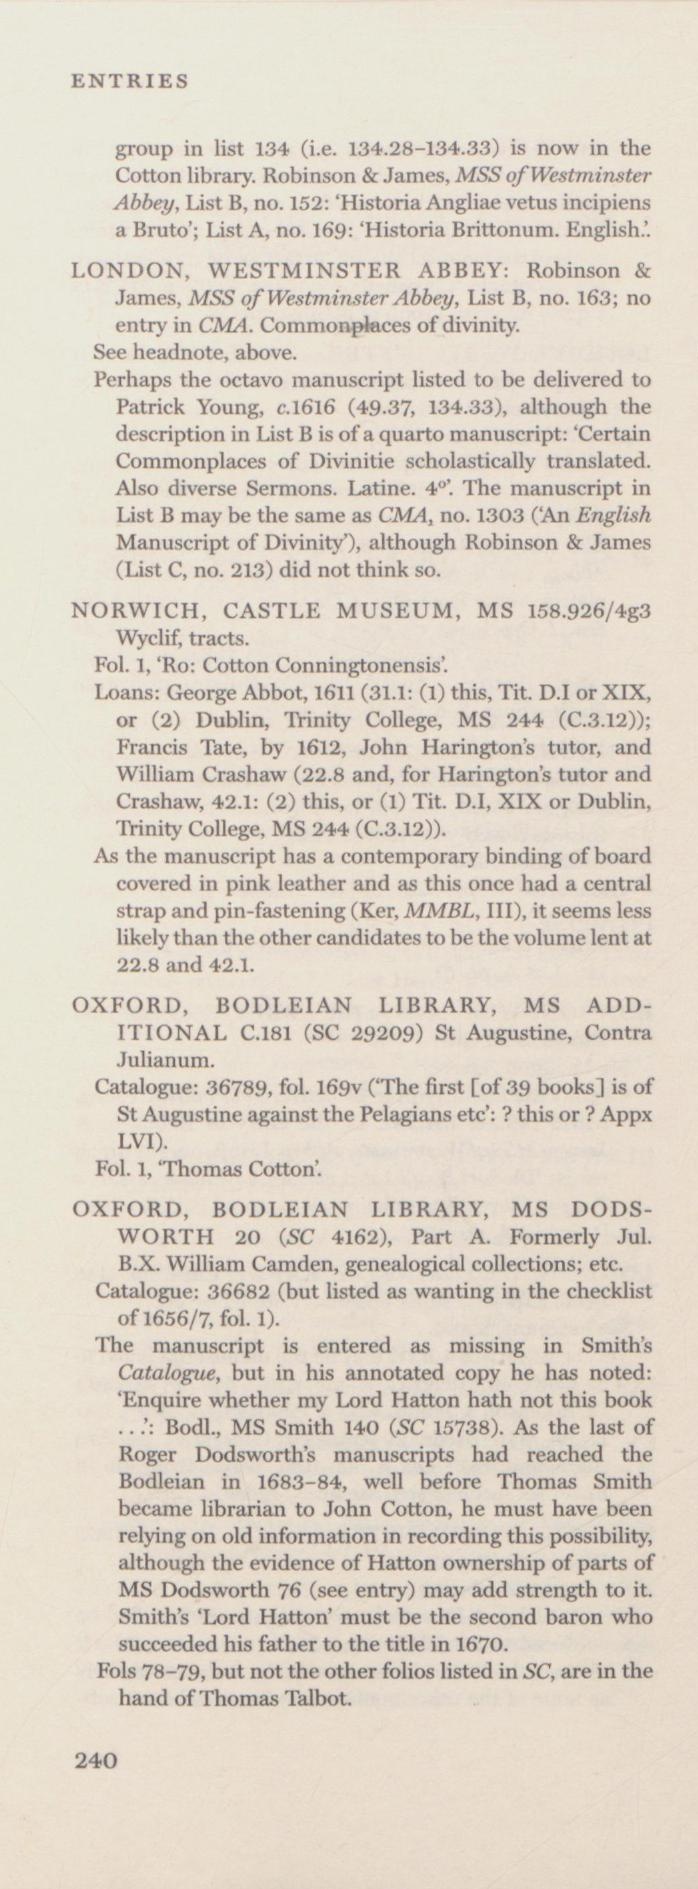 ENTRIES
group in list 134 (i.e. 134.28–134.33) is now in the
Cotton library. Robinson & James, MSS of Westminster
Abbey, List B, no. 152: ‘Historia Angliae vetus incipiens
a Bruto’; List A, no. 169: ‘Historia Brittonum. English.’.
LONDON, WESTMINSTER ABBEY: Robinson &
James, MSS of Westminster Abbey, List B, no. 163; no
entry in CMA. Commonplaces of divinity.
See headnote, above.
Perhaps the octavo manuscript listed to be delivered to
Patrick Young, c.1616 (49.37, 134.33), although the
description in List B is of a quarto manuscript: ‘Certain
Commonplaces of Divinitie scholastically translated.
Also diverse Sermons. Latine. 4º’. The manuscript in
List B may be the same as CMA, no. 1303 (‘An English
Manuscript of Divinity’), although Robinson & James
(List C, no. 213) did not think so.
NORWICH, CASTLE MUSEUM, MS 158.926/4g3
Wyclif, tracts.
Fol. 1, ‘Ro: Cotton Conningtonensis’.
Loans: George Abbot, 1611 (31.1: (1) this, Tit. D.I or XIX,
or (2) Dublin, Trinity College, MS 244 (C.3.12));
Francis Tate, by 1612, John Harington’s tutor, and
William Crashaw (22.8 and, for Harington’s tutor and
Crashaw, 42.1: (2) this, or (1) Tit. D.I, XIX or Dublin,
Trinity College, MS 244 (C.3.12)).
As the manuscript has a contemporary binding of board
covered in pink leather and as this once had a central
strap and pin-fastening (Ker, MMBL, III), it seems less
likely than the other candidates to be the volume lent at
22.8 and 42.1.
OXFORD, BODLEIAN LIBRARY, MS ADD-
ITIONAL C.181 (SC 29209) St Augustine, Contra
Julianum.
Catalogue: 36789, fol. 169v (‘The first [of 39 books] is of
St Augustine against the Pelagians etc’: ? this or ? Appx
LVI).
Fol. 1, ‘Thomas Cotton’.
OXFORD, BODLEIAN LIBRARY, MS DODS-
WORTH 20 (SC 4162), Part A. Formerly Jul.
B.X. William Camden, genealogical collections; etc.
Catalogue: 36682 (but listed as wanting in the checklist
of 1656/7, fol. 1).
The manuscript is entered as missing in Smith’s
Catalogue, but in his annotated copy he has noted:
‘Enquire whether my Lord Hatton hath not this book
. . .’: Bodl., MS Smith 140 (SC 15738). As the last of
Roger Dodsworth’s manuscripts had reached the
Bodleian in 1683–84, well before Thomas Smith
became librarian to John Cotton, he must have been
relying on old information in recording this possibility,
although the evidence of Hatton ownership of parts of
MS Dodsworth 76 (see entry) may add strength to it.
Smith’s ‘Lord Hatton’ must be the second baron who
succeeded his father to the title in 1670.
Fols 78–79, but not the other folios listed in SC, are in the
hand of Thomas Talbot.
240